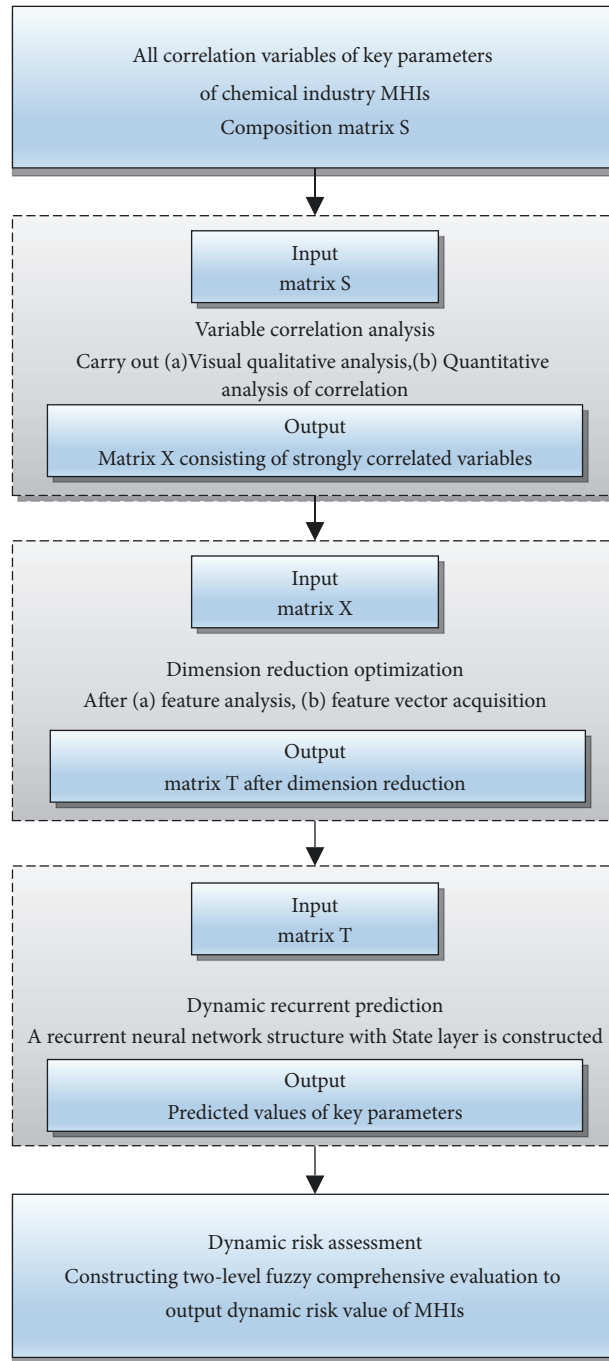 All correlation variables of key parameters
of chemical industry MHIs
Composition matrix S
Input
matrix S
Variable correlation analysis
Carry out (a)Visual qualitative analysis,(b) Quantitative
analysis of correlation
Output
Matrix X consisting of strongly correlated variables
Input
matrix X
Dimension reduction optimization
After (a) feature analysis, (b) feature vector acquisition
Output
matrix T after dimension reduction
Input
matrix T
Dynamic recurrent prediction
A recurrent neural network structure with State layer is constructed
Output
Predicted values of key parameters
Dynamic risk assessment
Constructing two-level fuzzy comprehensive evaluation to
output dynamic risk value of MHIs